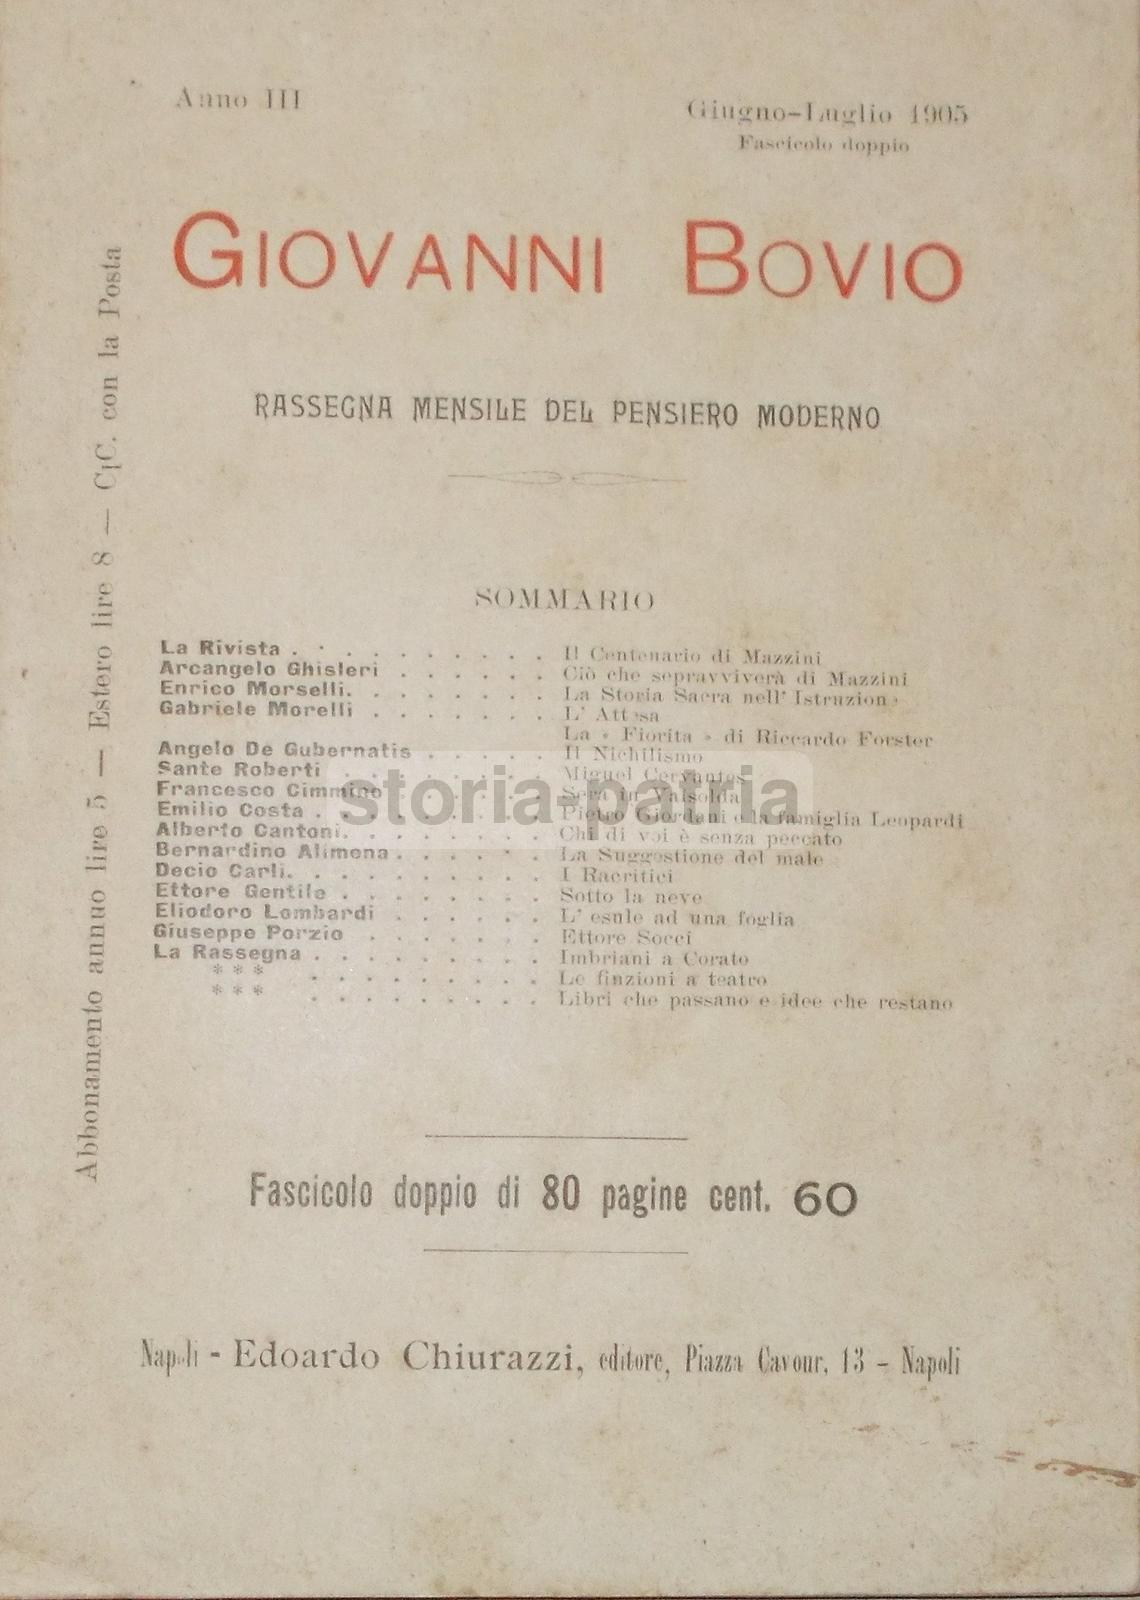 Anno III
Giugno-Luglio 1905
Fascicolo doppio
GIOVANNI BOVIO
RASSEGNA MENSILE DEL PENSIERO MODERNO
Abbonamento annuo lire 5 — Estero lire 8 — C[C. con la Posta
SOMMARIO
La Rivista . . . . . . . . . . Il Centenario di Mazzini
Arcangelo Ghisleri . . . . . . Ciò che sepravviverà di Mazzini
Enrico Morselli. . . . . . . . La Storia Sacra nell' Istruzione
Gabriele Morelli . . . . . . . L' Attesa
La « Fiorita » di Riccardo Forster
Angelo De Gubernatis . . . . . Il Nichilismo
Sante Roberti . . . . . . . . Miguel Cervantes
Francesco Cimmino . . . . . . Sera in Valsolda
Emilio Costa . . . . . . . . . Pietro Giordani e la famiglia Leopardi
Alberto Cantoni. . . . . . . . Chi di voi è senza peccato
Bernardino Alimena . . . . . . La Suggestione del male
Decio Carli. . . . . . . . . . I Racritici
Ettore Gentile . . . . . . . . Sotto la neve
Eliodoro Lombardi . . . . . . L' esule ad una foglia
Giuseppe Porzio . . . . . . . Ettore Socci
La Rassegna . . . . . . . . . Imbriani a Corato
* * * . . . . . . . . . Le finzioni a teatro
* * * . . . . . . . . . Libri che passano e idee che restano
storia-patria
Fascicolo doppio di 80 pagine cent. 60
Napoli - Edoardo Chiurazzi, editore, Piazza Cavour, 13 - Napoli